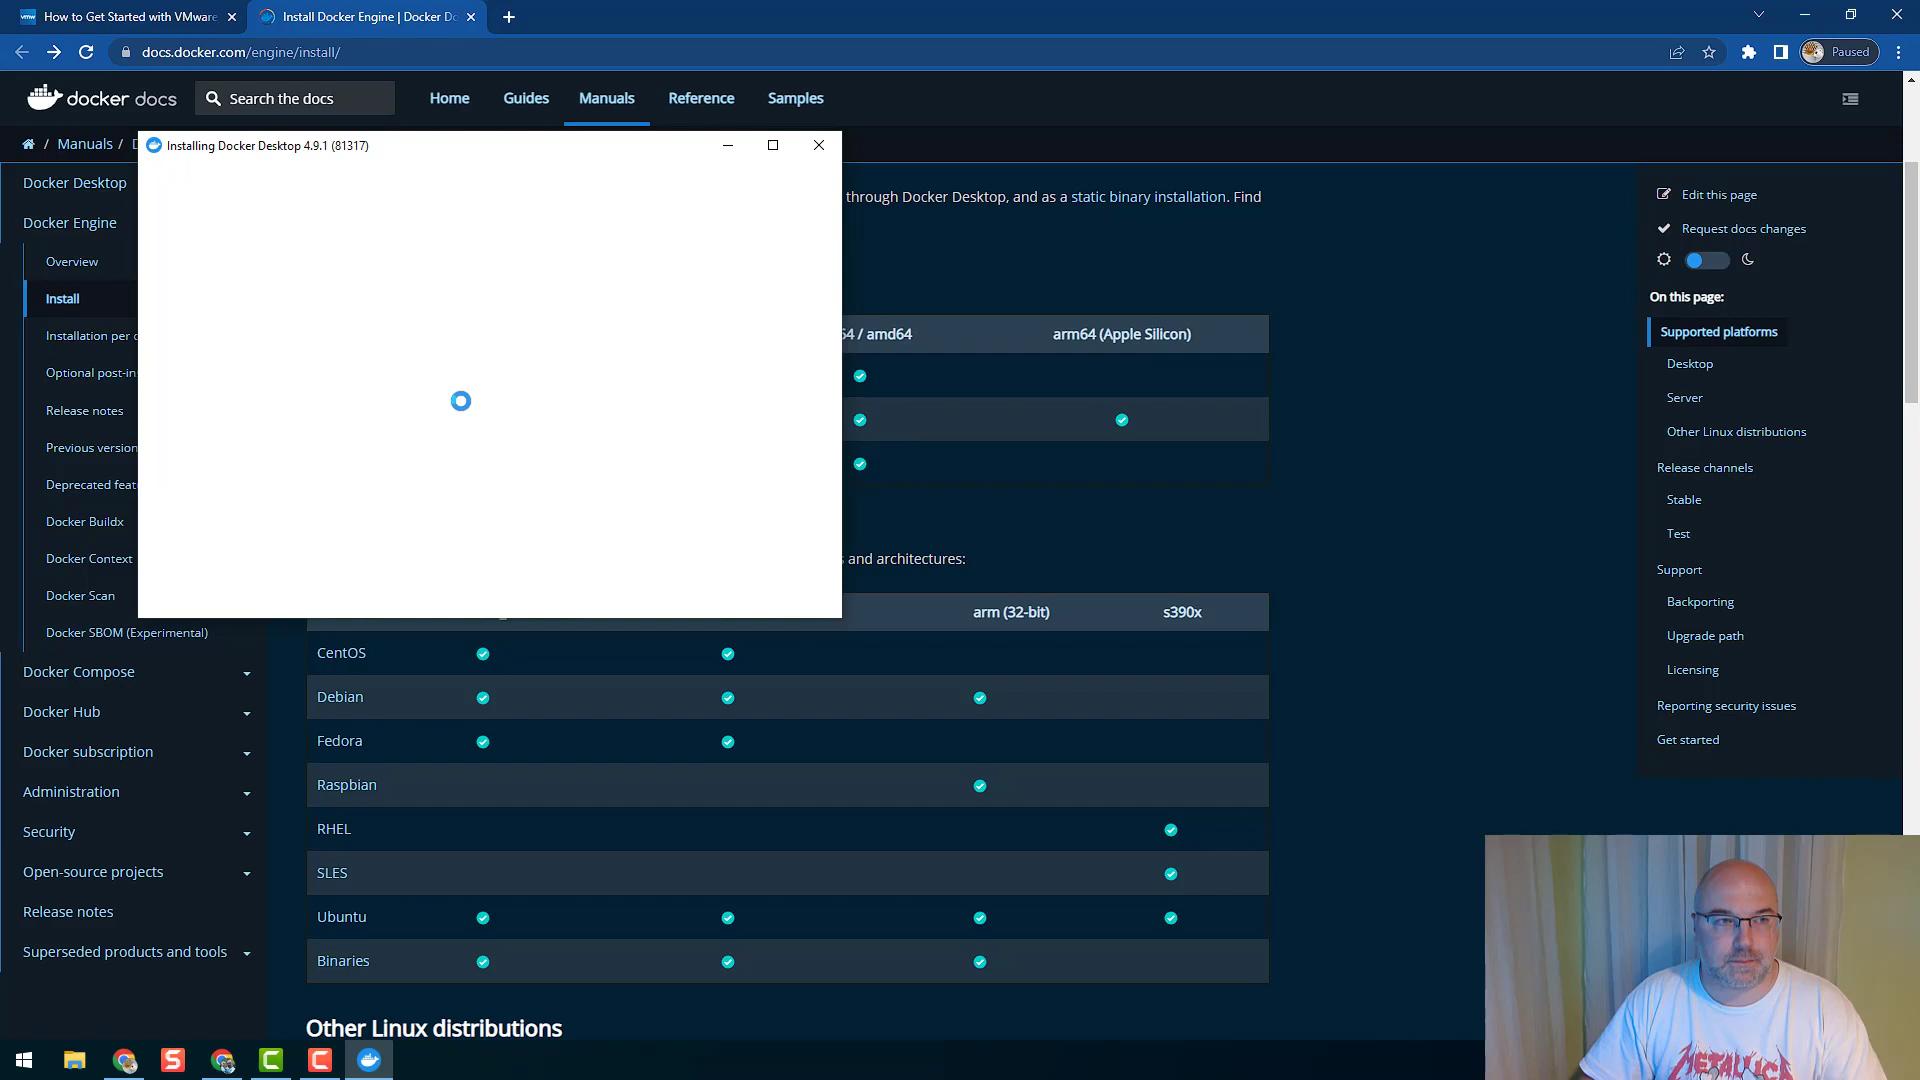 How to Get Started with VMware
Install Docker Engine | Docker Do
docs.docker.com/engine/install/
Paused
docker docs
Search the docs
Home
Guides
Manuals
Reference
Samples
/ Manuals /
Installing Docker Desktop 4.9.1 (81317)
Docker Desktop
Docker Engine
Overview
Install
Installation per
Optional post-in
Release notes
Previous version
Deprecated feat
Docker Buildx
Docker Context
Docker Scan
Docker SBOM (Experimental)
Docker Compose
Docker Hub
Docker subscription
Administration
Security
Open-source projects
Release notes
Superseded products and tools
through Docker Desktop, and as a static binary installation. Find
64 / amd64
arm64 (Apple Silicon)
s and architectures:
arm (32-bit)
s390x
CentOS
Debian
Fedora
Raspbian
RHEL
SLES
Ubuntu
Binaries
Other Linux distributions
Edit this page
Request docs changes
On this page:
Supported platforms
Desktop
Server
Other Linux distributions
Release channels
Stable
Test
Support
Backporting
Upgrade path
Licensing
Reporting security issues
Get started
METALLICA